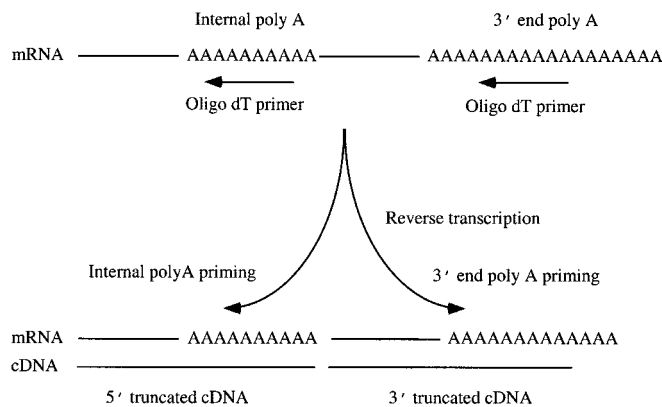 Internal poly A 3′ end poly A
mRNA AAAAAAAAAA AAAAAAAAAAAAAAAAAA
Oligo dT primer Oligo dT primer
Reverse transcription
Internal polyA priming 3′ end poly A priming
mRNA AAAAAAAAAA AAAAAAAAAAAAA
cDNA
5′ truncated cDNA 3′ truncated cDNA